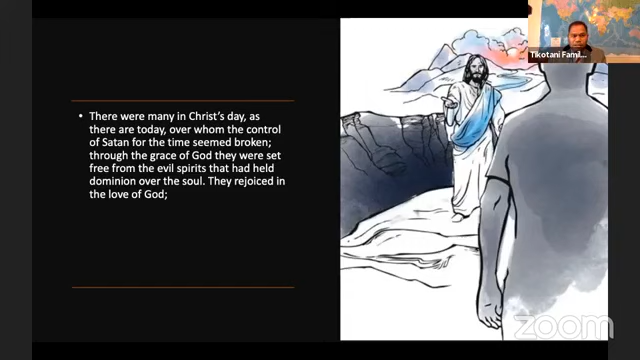 • There were many in Christ's day, as
there are today, over whom the control
of Satan for the time seemed broken;
through the grace of God they were set
free from the evil spirits that had held
dominion over the soul. They rejoiced in
the love of God;
Tikotani Famil...
zoom